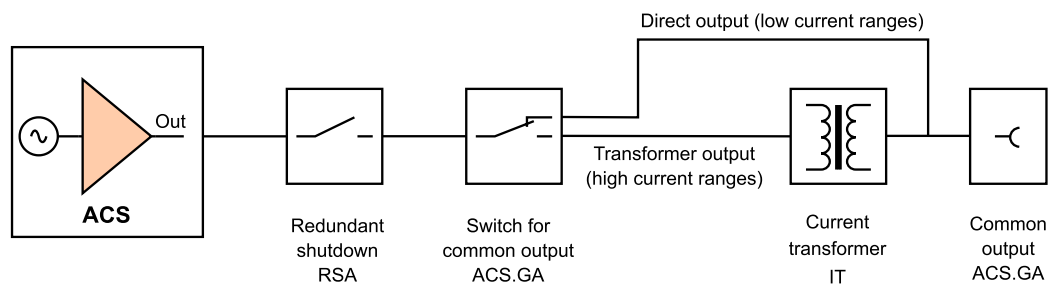 Direct output (low current ranges)
Out
ACS
Transformer output
(high current ranges)
Redundant
shutdown
RSA
Switch for
common output
ACS.GA
Current
transformer
IT
Common
output
ACS.GA